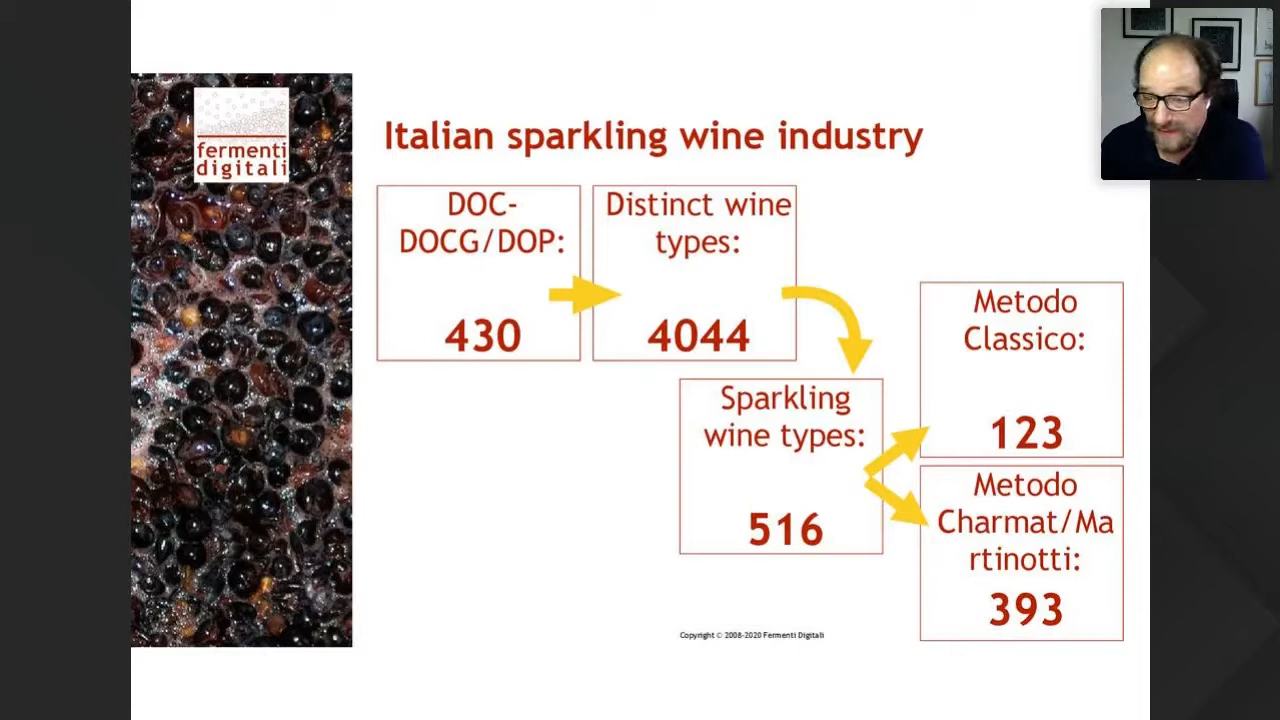 fermenti
digitali
Italian sparkling wine industry
DOC-
DOCG/DOP:
430
Distinct wine
types:
4044
Sparkling
wine types:
516
Metodo
Classico:
123
Metodo
Charmat/Ma
rtinotti:
393
Copyright © 2008-2020 Fermenti Digitali